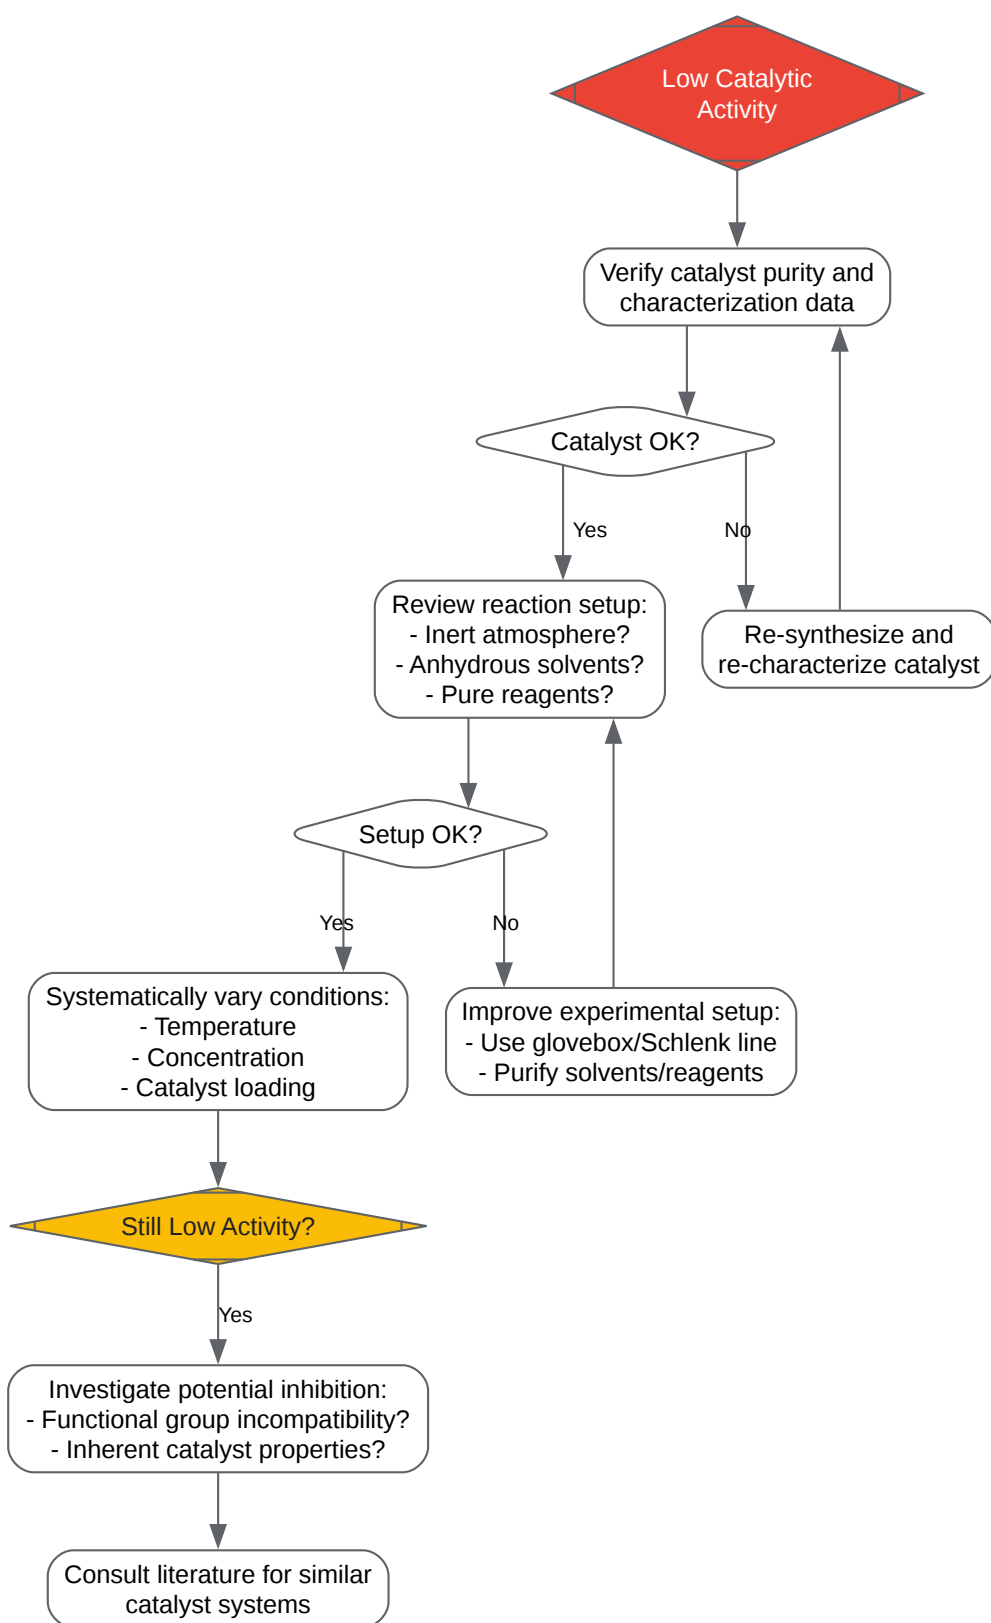 Low Catalytic
Activity
Verify catalyst purity and
characterization data
Catalyst OK?
Yes
No
Review reaction setup:
- Inert atmosphere?
- Anhydrous solvents?
- Pure reagents?
Re-synthesize and
re-characterize catalyst
Setup OK?
Yes
No
Systematically vary conditions:
- Temperature
- Concentration
- Catalyst loading
Improve experimental setup:
- Use glovebox/Schlenk line
- Purify solvents/reagents
Still Low Activity?
Yes
Investigate potential inhibition:
- Functional group incompatibility?
- Inherent catalyst properties?
Consult literature for similar
catalyst systems